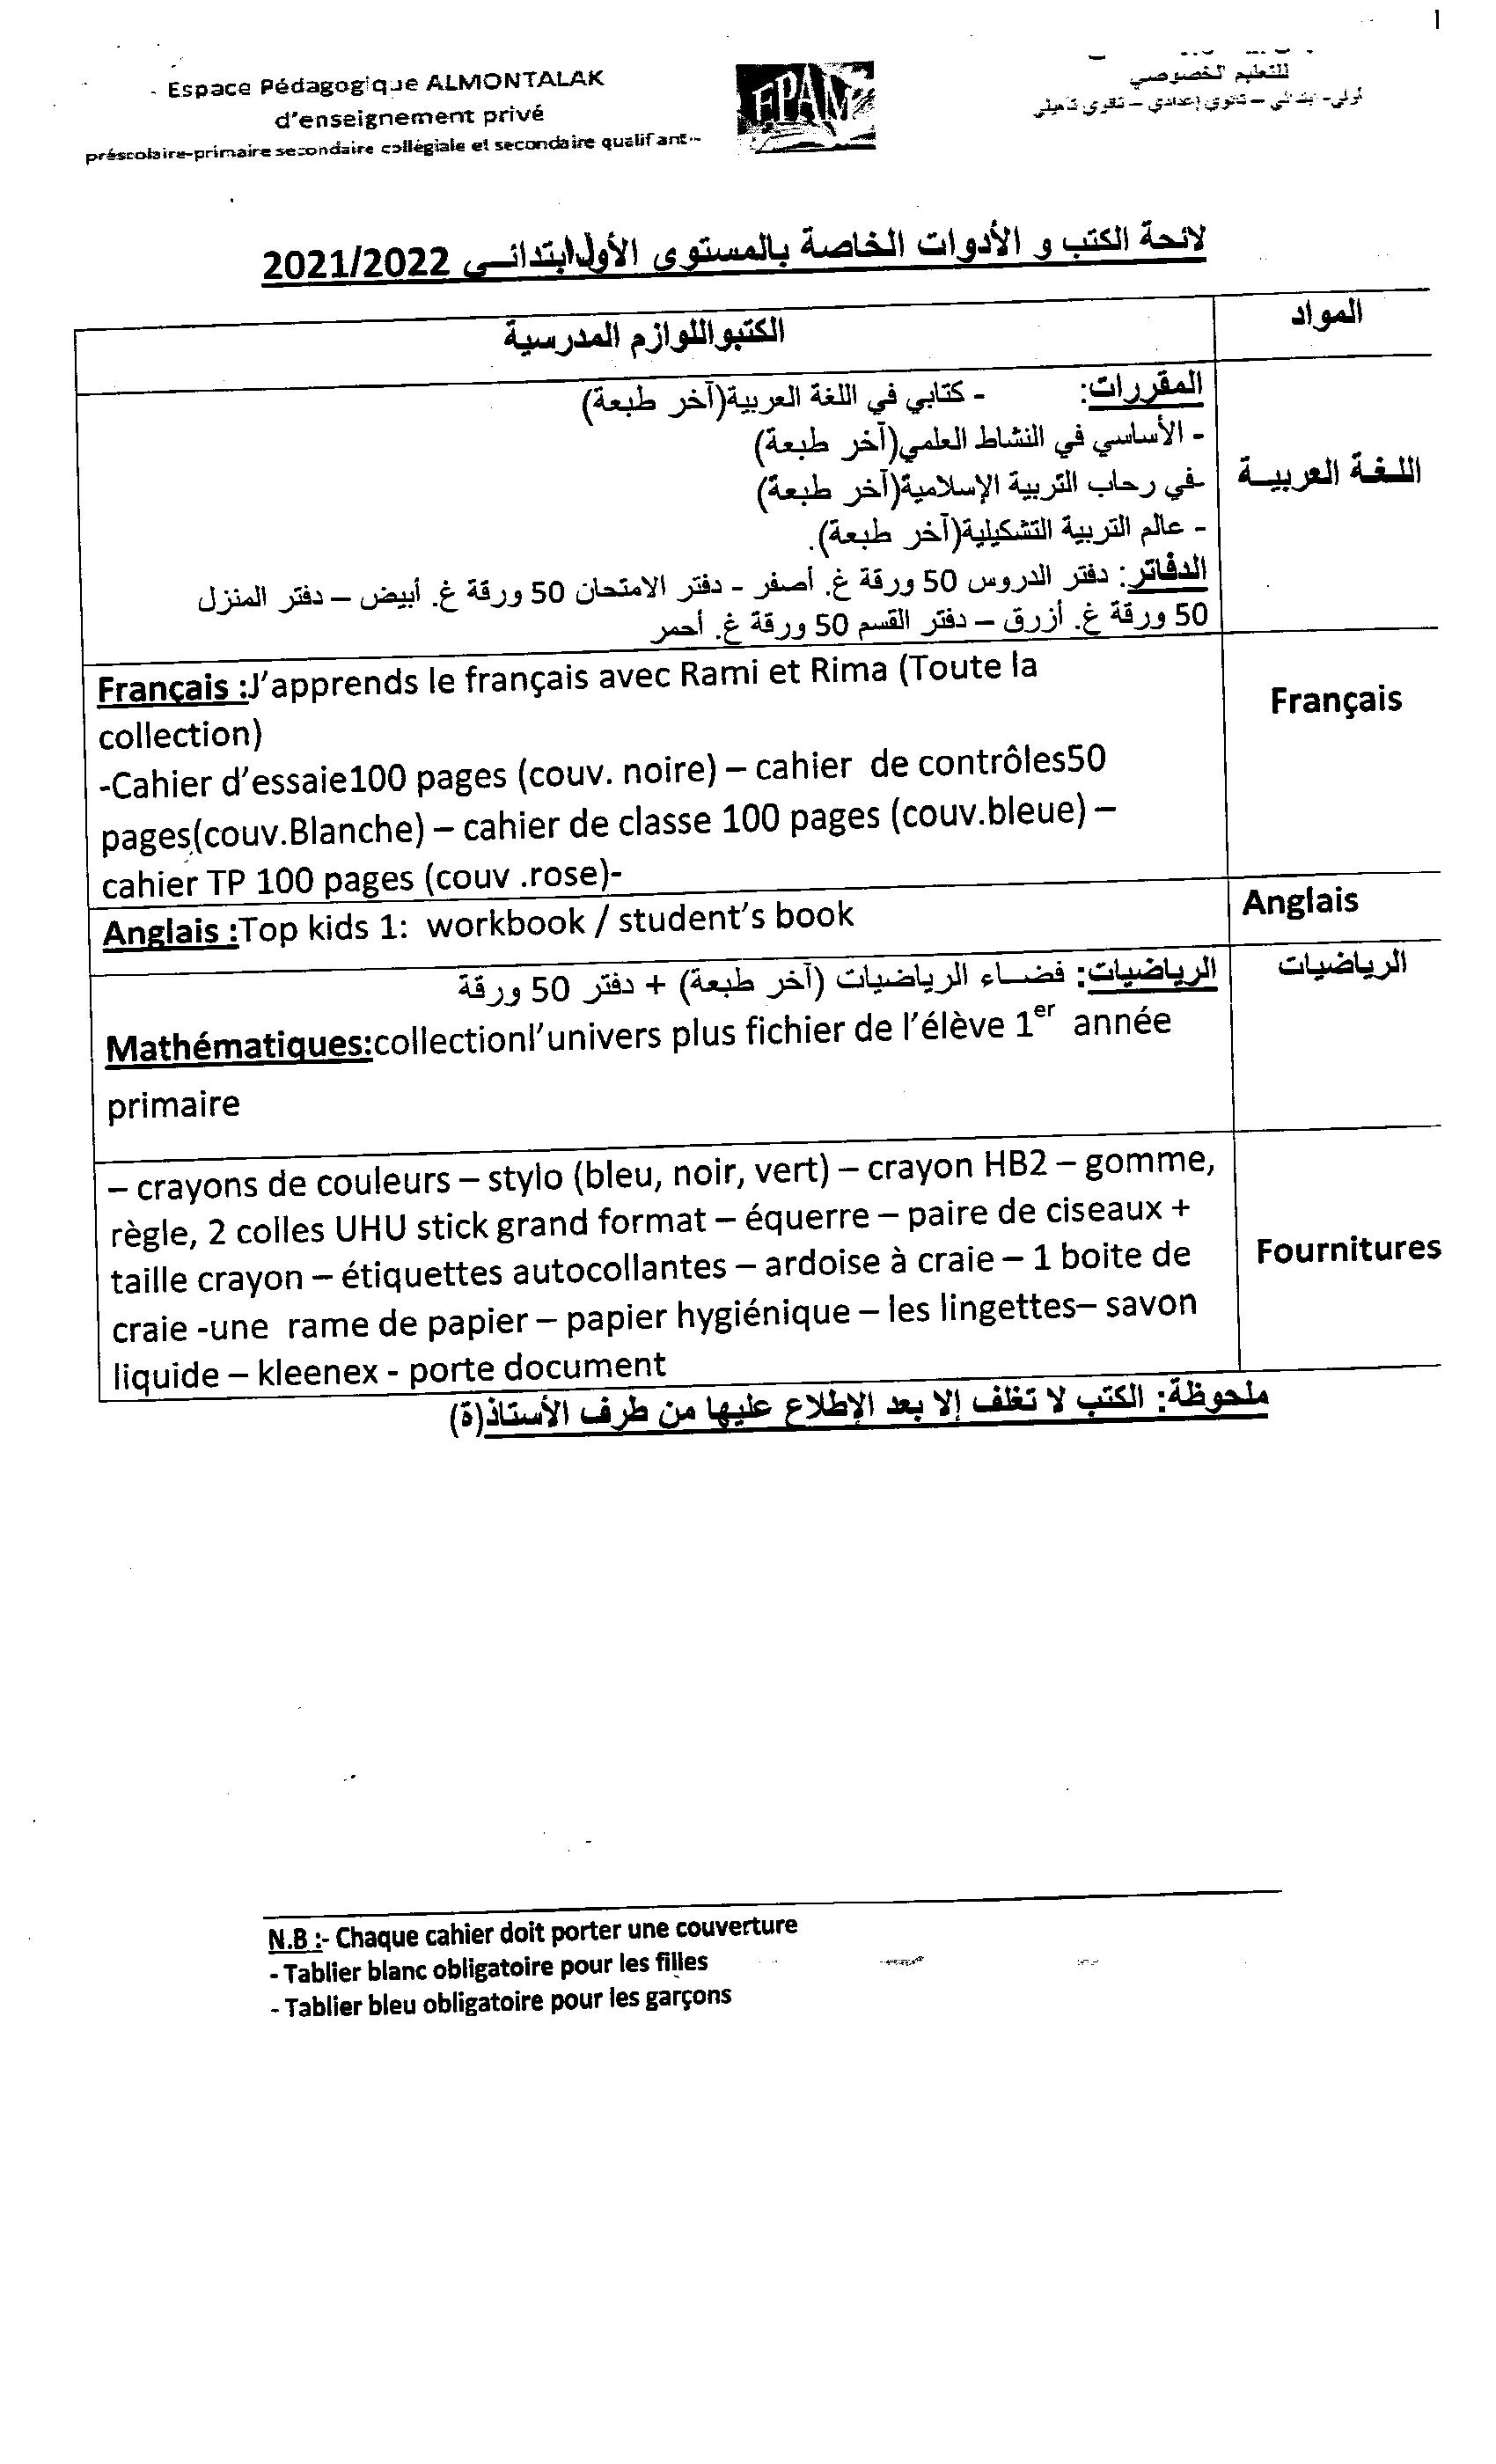 1
Espace Pédagogique ALMONTALAK
d'enseignement privé
préscolaire-primaire secondaire collégiale et secondaire qualifiant
EPAM
للتعليم الخصوصي
أولي- ابتدائي – ثانوي إعدادي – ثانوي تأهيلي
لائحة الكتب و الأدوات الخاصة بالمستوى الأول ابتدائي 2021/2022
المواد
الكتبواللوازم المدرسية
اللغة العربية
المقررات: - كتابي في اللغة العربية(آخر طبعة)
- الأساسي في النشاط العلمي(آخر طبعة)
-في رحاب التربية الإسلامية(آخر طبعة)
- عالم التربية التشكيلية(آخر طبعة).
الدفاتر: دفتر الدروس 50 ورقة غ. أصفر - دفتر الامتحان 50 ورقة غ. أبيض – دفتر المنزل
50 ورقة غ. أزرق – دفتر القسم 50 ورقة غ. أحمر
Français :J'apprends le français avec Rami et Rima (Toute la
collection)
-Cahier d'essaie100 pages (couv. noire) – cahier de contrôles50
pages(couv.Blanche) – cahier de classe 100 pages (couv.bleue) –
cahier TP 100 pages (couv .rose)-
Français
Anglais :Top kids 1: workbook / student's book
Anglais
الرياضيات: فضاء الرياضيات (آخر طبعة) + دفتر 50 ورقة
Mathématiques:collectionl'univers plus fichier de l'élève 1er année
primaire
الرياضيات
– crayons de couleurs – stylo (bleu, noir, vert) – crayon HB2 – gomme,
règle, 2 colles UHU stick grand format – équerre – paire de ciseaux +
taille crayon – étiquettes autocollantes – ardoise à craie – 1 boite de
craie -une rame de papier – papier hygiénique – les lingettes– savon
liquide – kleenex - porte document
Fournitures
ملحوظة: الكتب لا تغلف إلا بعد الإطلاع عليها من طرف الأستاذ(ة)
N.B :- Chaque cahier doit porter une couverture
- Tablier blanc obligatoire pour les filles
- Tablier bleu obligatoire pour les garçons